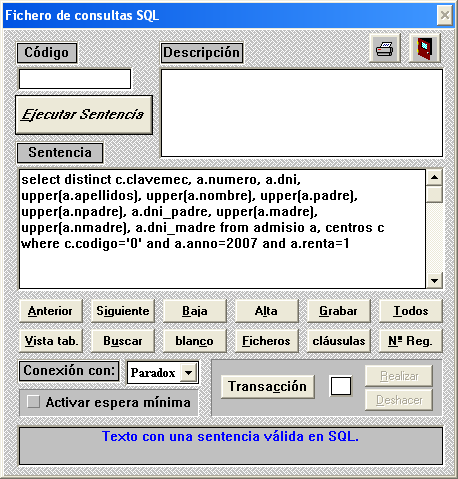 Fichero de consultas SQL
Código
Descripción
Ejecutar Sentencía
Sentencia
select distinct c.clavemec, a.numero, a.dni,
upper(a.apellidos), upper(a.nombre), upper(a.padre),
upper(a.npadre), a.dni_padre, upper(a.madre),
upper(a.nmadre), a.dni_madre from admisio a, centros c
where c.codigo='0' and a.anno=2007 and a.renta=1
Anterior Siguiente Baja Alta Grabar Todos
Vista tab. Buscar blanco Ficheros cláusulas Nº Reg.
Conexión con: Paradox
Activar espera mínima
Transacción
Realizar
Deshacer
Texto con una sentencia válida en SQL.